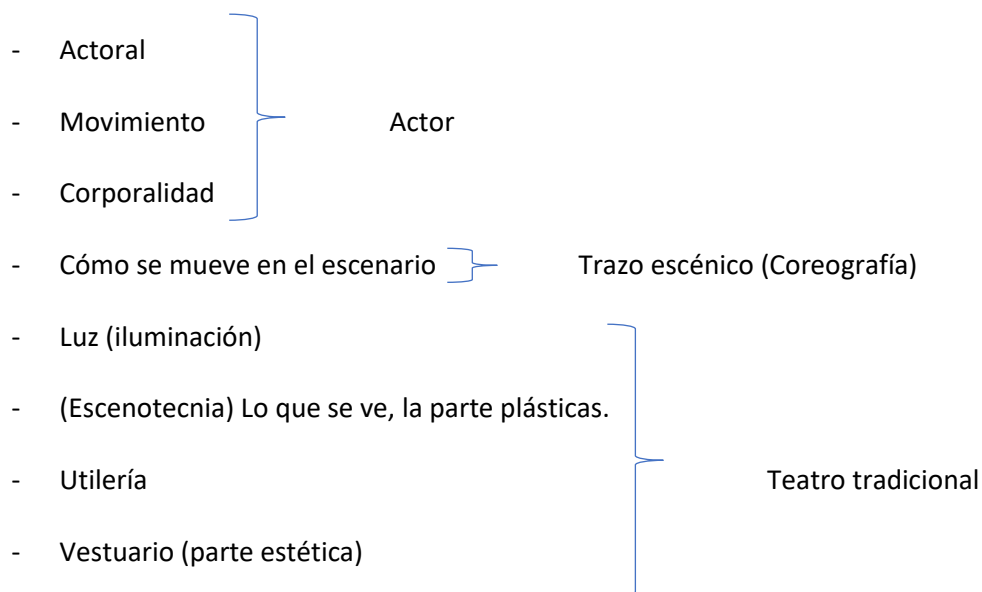 - Actoral
- Movimiento Actor
- Corporalidad
- Cómo se mueve en el escenario Trazo escénico (Coreografía)
- Luz (iluminación)
- (Escenotecnia) Lo que se ve, la parte plásticas.
- Utilería Teatro tradicional
- Vestuario (parte estética)